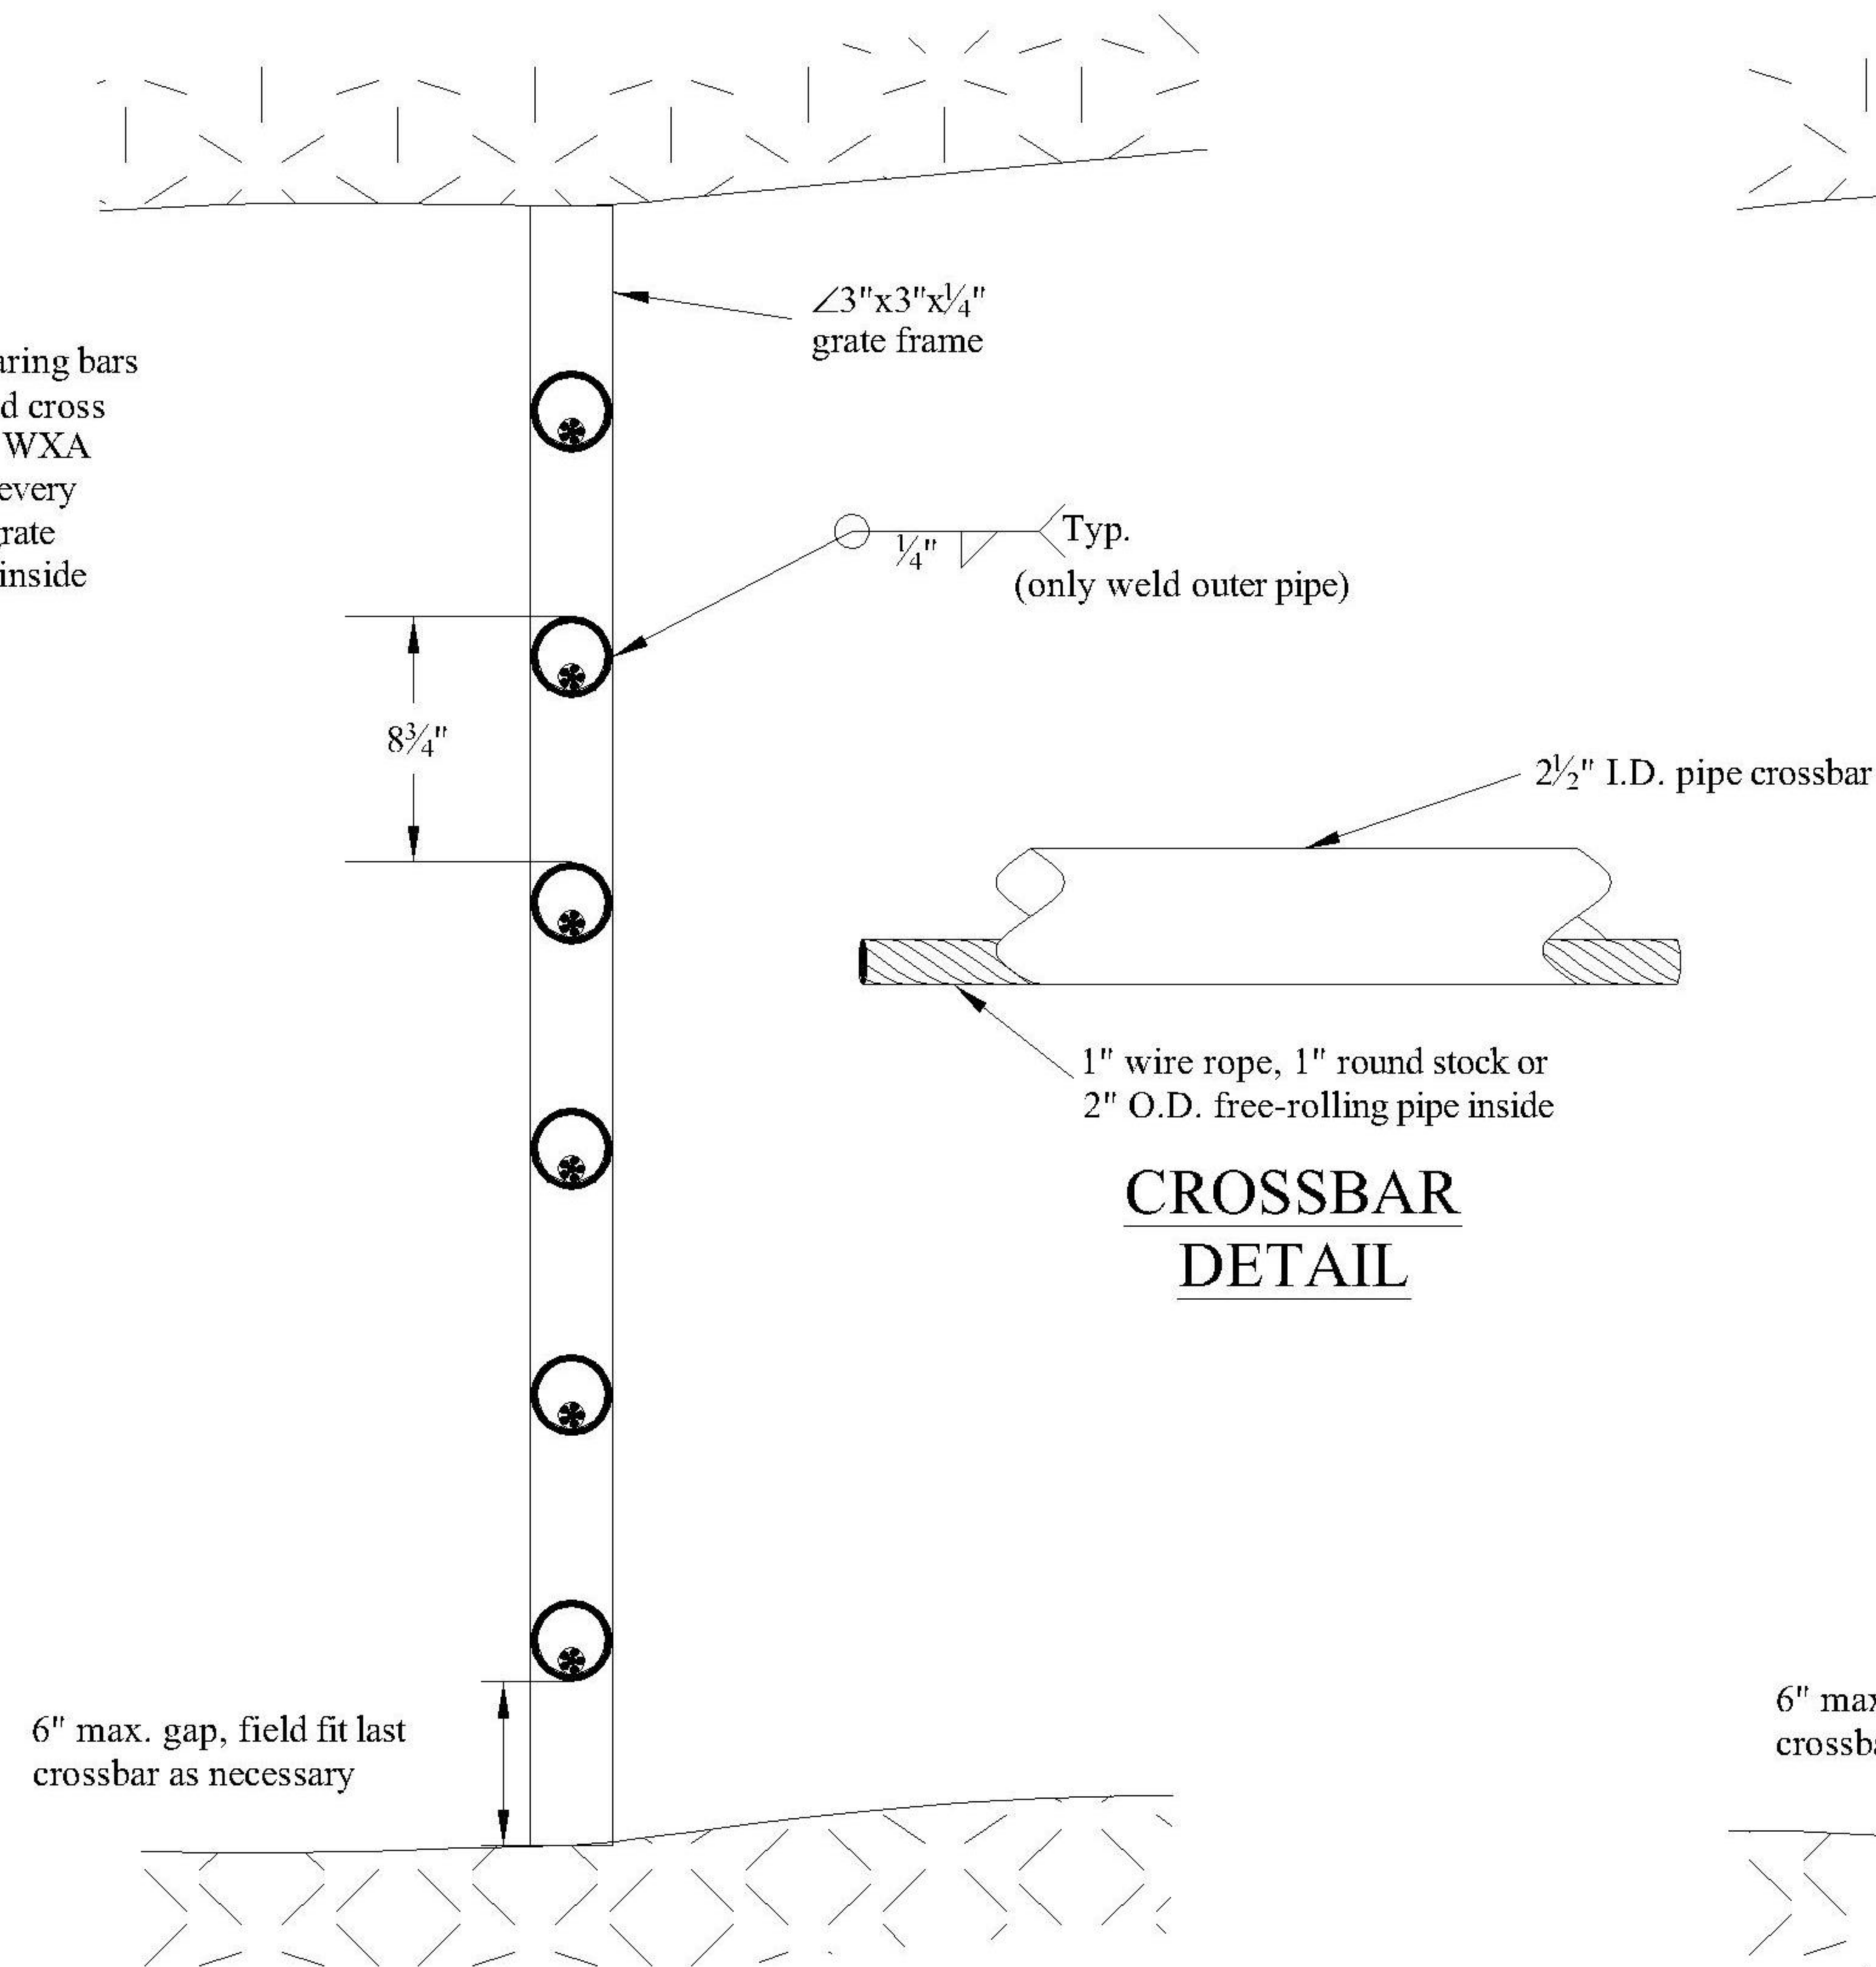 ∠3"x3"x¼"
grate frame
aring bars
d cross
WXA
every
rate
inside
¼"
Typ.
(only weld outer pipe)
8¾"
2½" I.D. pipe crossbar
1" wire rope, 1" round stock or
2" O.D. free-rolling pipe inside
CROSSBAR
DETAIL
6" max. gap, field fit last
crossbar as necessary
6" max
crossba